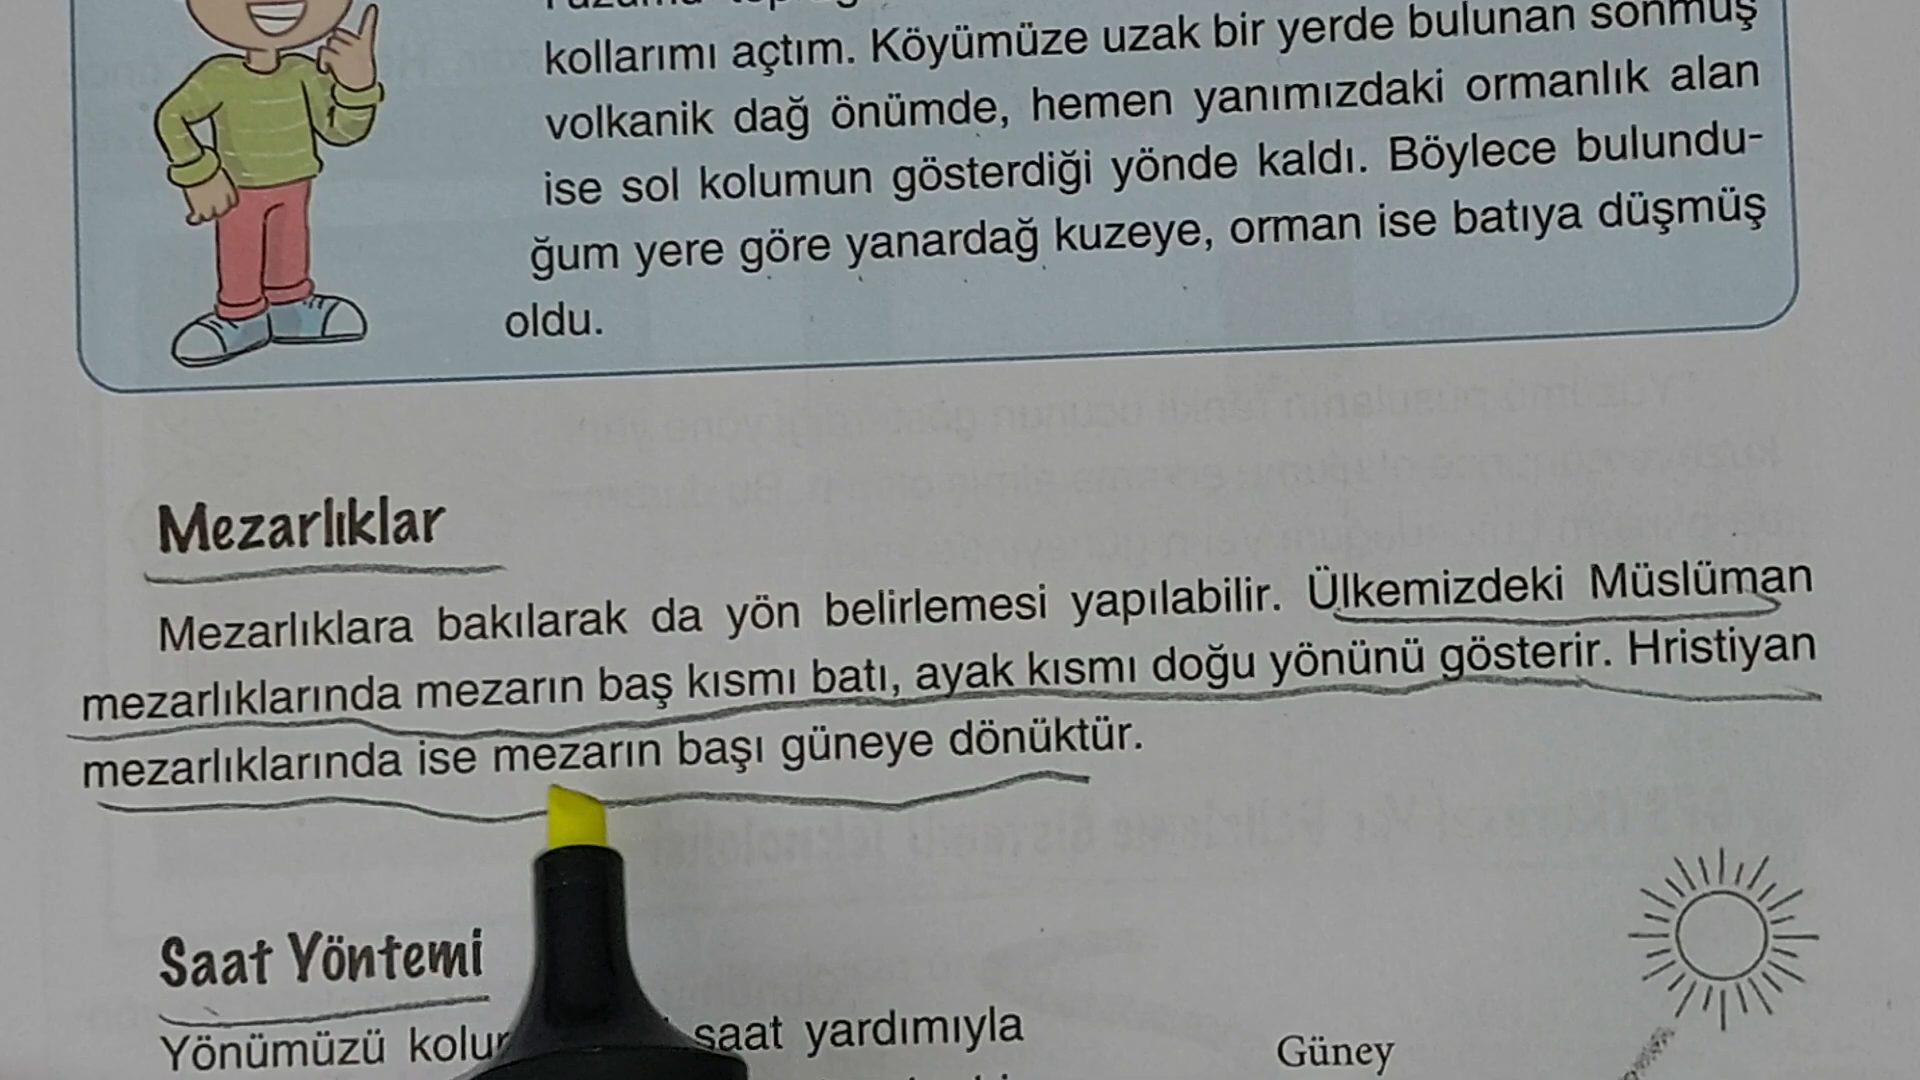 kollarımı açtım. Köyümüze uzak bir yerde bulunan sönmüş
volkanik dağ önümde, hemen yanımızdaki ormanlık alan
ise sol kolumun gösterdiği yönde kaldı. Böylece bulundu-
ğum yere göre yanardağ kuzeye, orman ise batıya düşmüş
oldu.
Mezarlıklar
Mezarlıklara bakılarak da yön belirlemesi yapılabilir. Ülkemizdeki Müslüman
mezarlıklarında mezarın baş kısmı batı, ayak kısmı doğu yönünü gösterir. Hristiyan
mezarlıklarında ise mezarın başı güneye dönüktür.
Saat Yöntemi
Yönümüzü saat yardımıyla
Güney